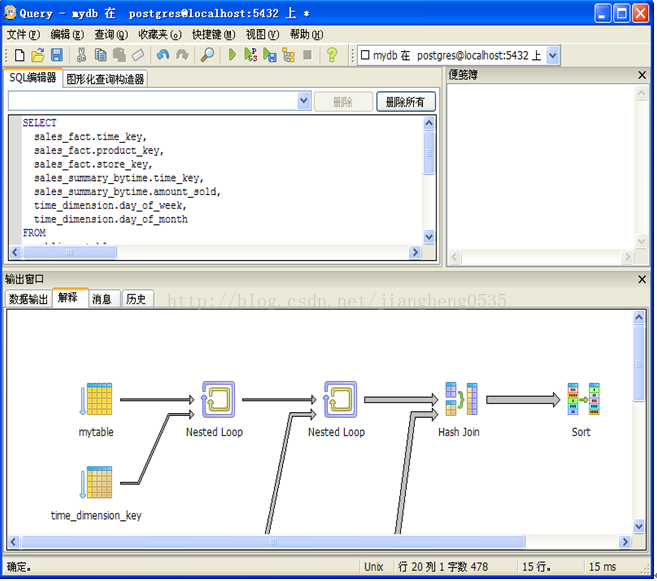 Query - mydb 在 postgres@localhost:5432 上 *
文件(F) 编辑(E) 查询(Q) 收藏夹(o) 快捷键(M) 视图(V) 帮助(H)
mydb 在 postgres@localhost:5432 上
SQL编辑器 图形化查询构造器
删除 删除所有
SELECT
sales_fact.time_key,
sales_fact.product_key,
sales_fact.store_key,
sales_summary_bytime.time_key,
sales_summary_bytime.amount_sold,
time_dimension.day_of_week,
time_dimension.day_of_month
FROM
便笺簿
输出窗口
数据输出 解释 消息 历史
http://blog.csdn.net/jiangheng0535
mytable
Nested Loop
Nested Loop
Hash Join
Sort
time_dimension_key
确定。
Unix
行 20 列 1 字数 478
15 行。
15 ms